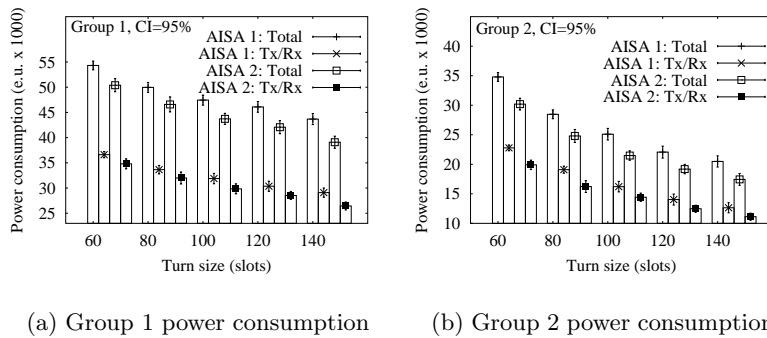 Group 1, CI=95%
AISA 1: Total
AISA 1: Tx/Rx
AISA 2: Total
AISA 2: Tx/Rx
Power consumption (e.u. x 1000)
55
50
45
40
35
30
25
60 80 100 120 140
Turn size (slots)
(a) Group 1 power consumption
Group 2, CI=95%
AISA 1: Total
AISA 1: Tx/Rx
AISA 2: Total
AISA 2: Tx/Rx
Power consumption (e.u. x 1000)
40
35
30
25
20
15
10
60 80 100 120 140
Turn size (slots)
(b) Group 2 power consumption